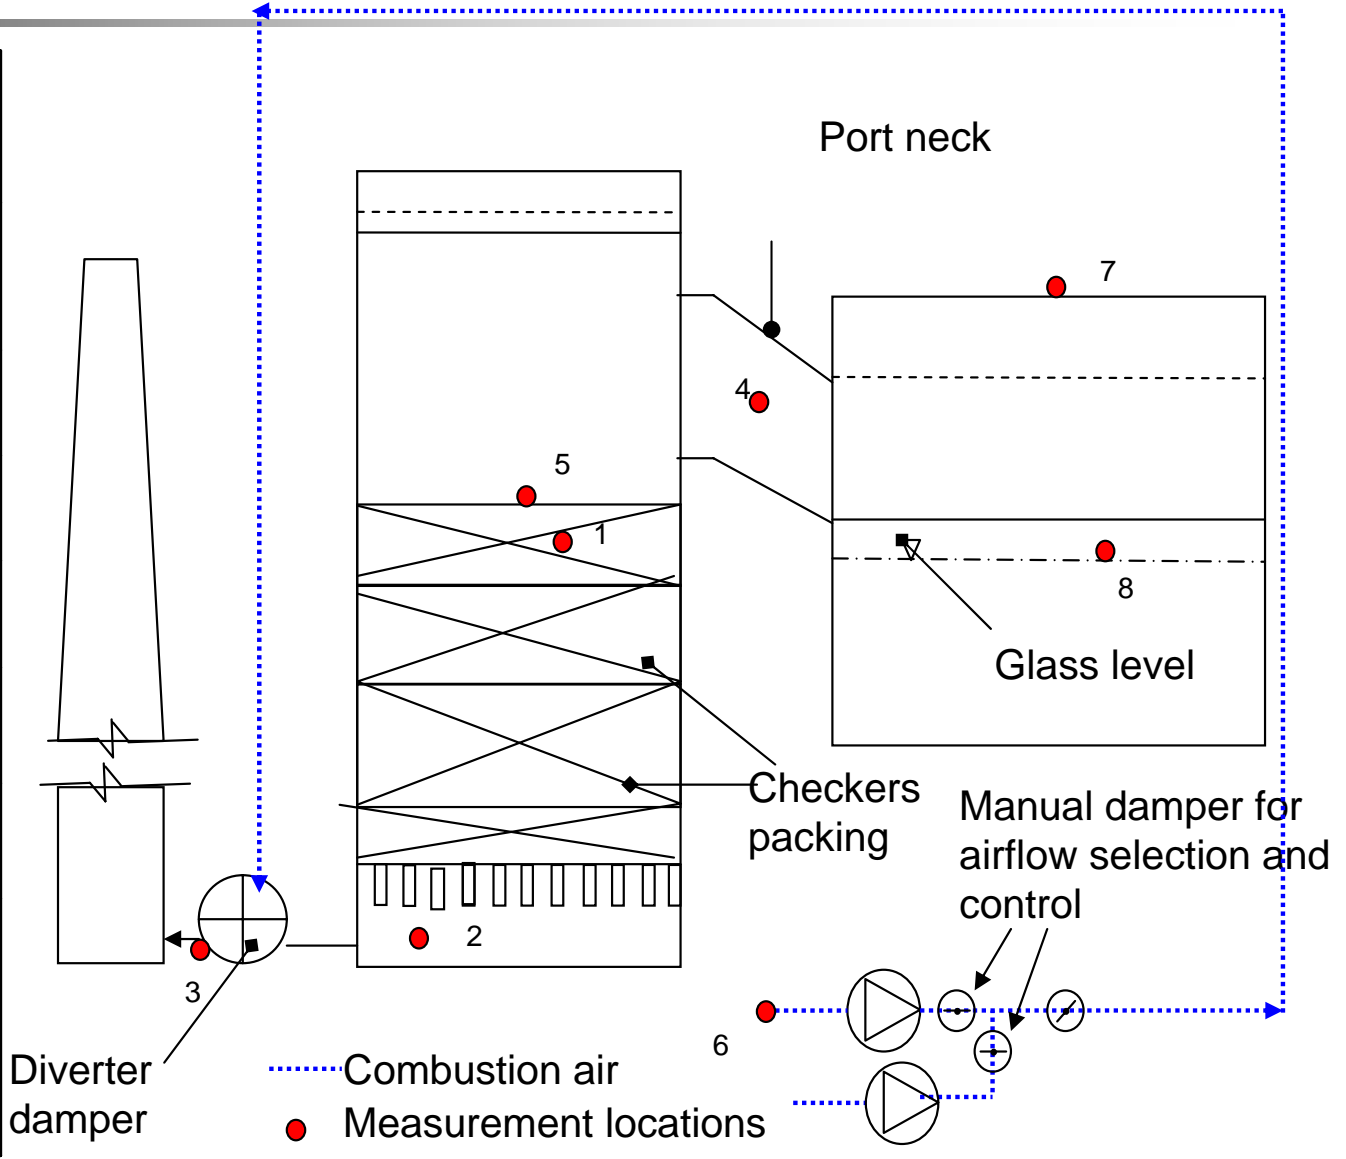 Port neck
7
4
5
1
8
Glass level
Checkers
packing
Manual damper for
airflow selection and
control
2
3
6
Diverter
damper
Combustion air
Measurement locations